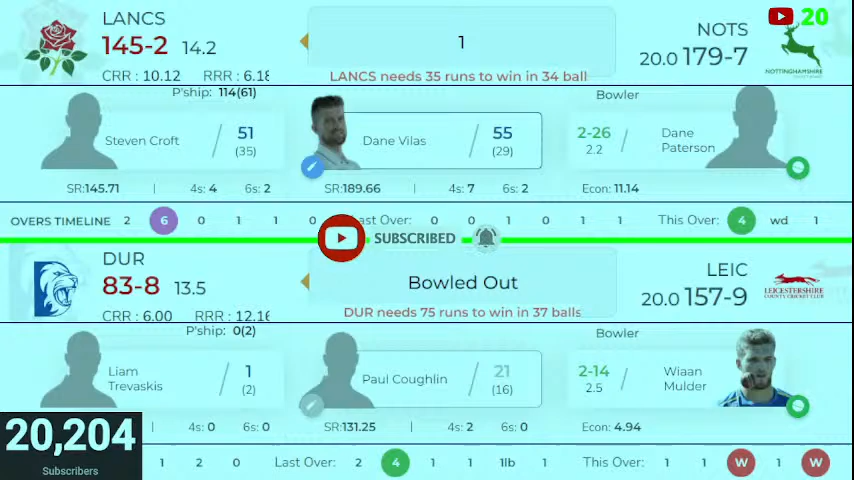 LANCS
145-2 14.2
CRR : 10.12 RRR : 6.18
1
LANCS needs 35 runs to win in 34 ball
NOTS
20.0 179-7
20
NOTTINGHAMSHIRE
P'ship: 114(61)
Steven Croft
51
(35)
Dane Vilas
55
(29)
Bowler
2-26
2.2
Dane
Paterson
SR:145.71 | 4s: 4 6s: 2
SR:189.66 | 4s: 7 6s: 2
Econ: 11.14
OVERS TIMELINE 2 6 0 1 1 0 Last Over: 0 0 1 0 1 1 This Over: 4 wd 1
SUBSCRIBED
DUR
83-8 13.5
CRR : 6.00 RRR : 12.16
Bowled Out
DUR needs 75 runs to win in 37 balls
LEIC
20.0 157-9
LEICESTERSHIRE
COUNTY CRICKET CLUB
P'ship: 0(2)
Liam
Trevaskis
1
(2)
Paul Coughlin
21
(16)
Bowler
2-14
2.5
Wiaan
Mulder
| 4s: 0 6s: 0
SR:131.25 | 4s: 2 6s: 0
Econ: 4.94
20,204
Subscribers
1 2 0 Last Over: 2 4 1 1 1lb 1 This Over: 1 1 W 1 W